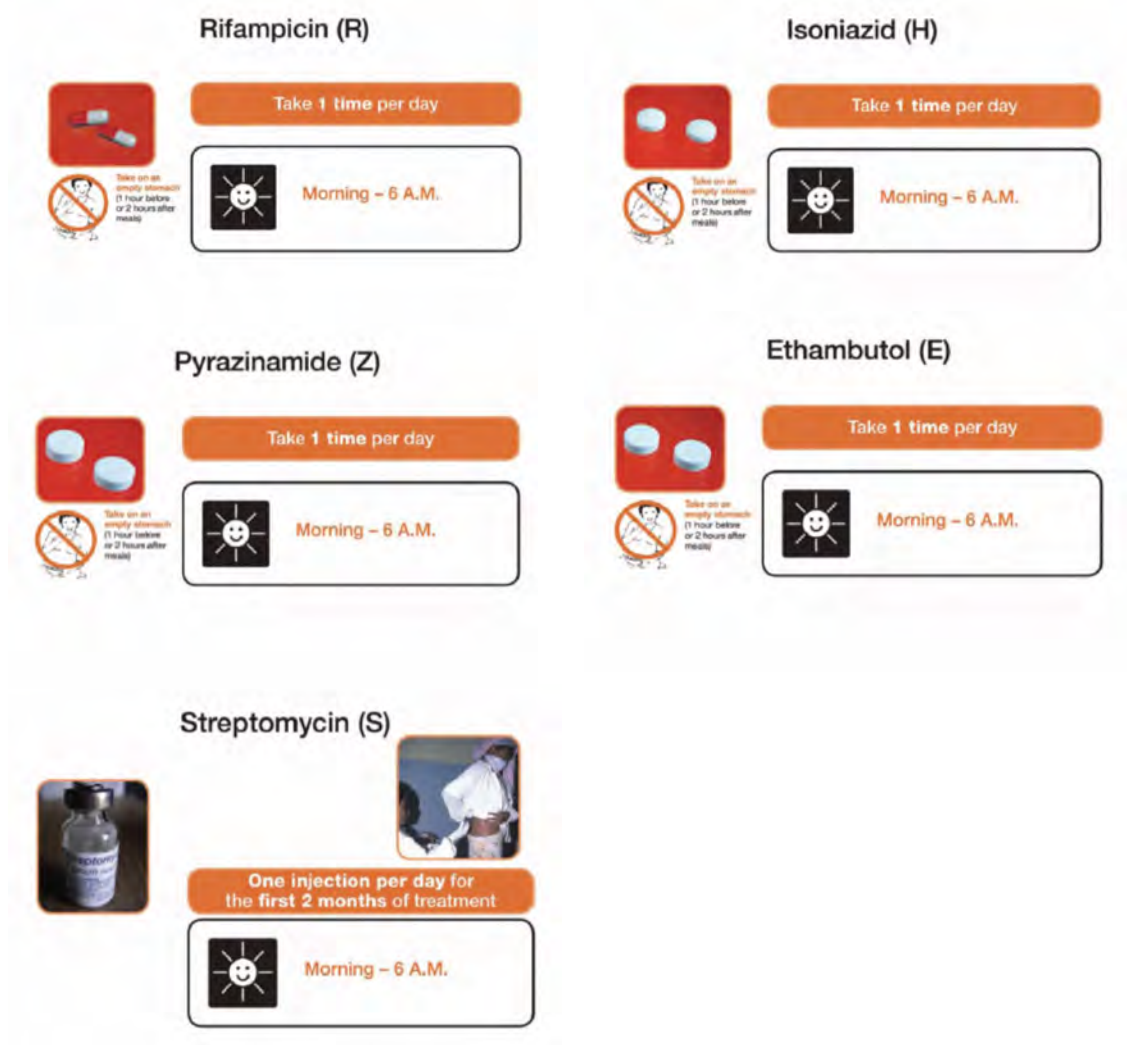 Rifampicin (R)
Take 1 time per day
Take on an
empty stomach
(1 hour before
or 2 hours after
meals)
Morning – 6 A.M.
Isoniazid (H)
Take 1 time per day
Take on an
empty stomach
(1 hour before
or 2 hours after
meals)
Morning – 6 A.M.
Pyrazinamide (Z)
Take 1 time per day
Take on an
empty stomach
(1 hour before
or 2 hours after
meals)
Morning – 6 A.M.
Ethambutol (E)
Take 1 time per day
Take on an
empty stomach
(1 hour before
or 2 hours after
meals)
Morning – 6 A.M.
Streptomycin (S)
One injection per day for
the first 2 months of treatment
Morning – 6 A.M.